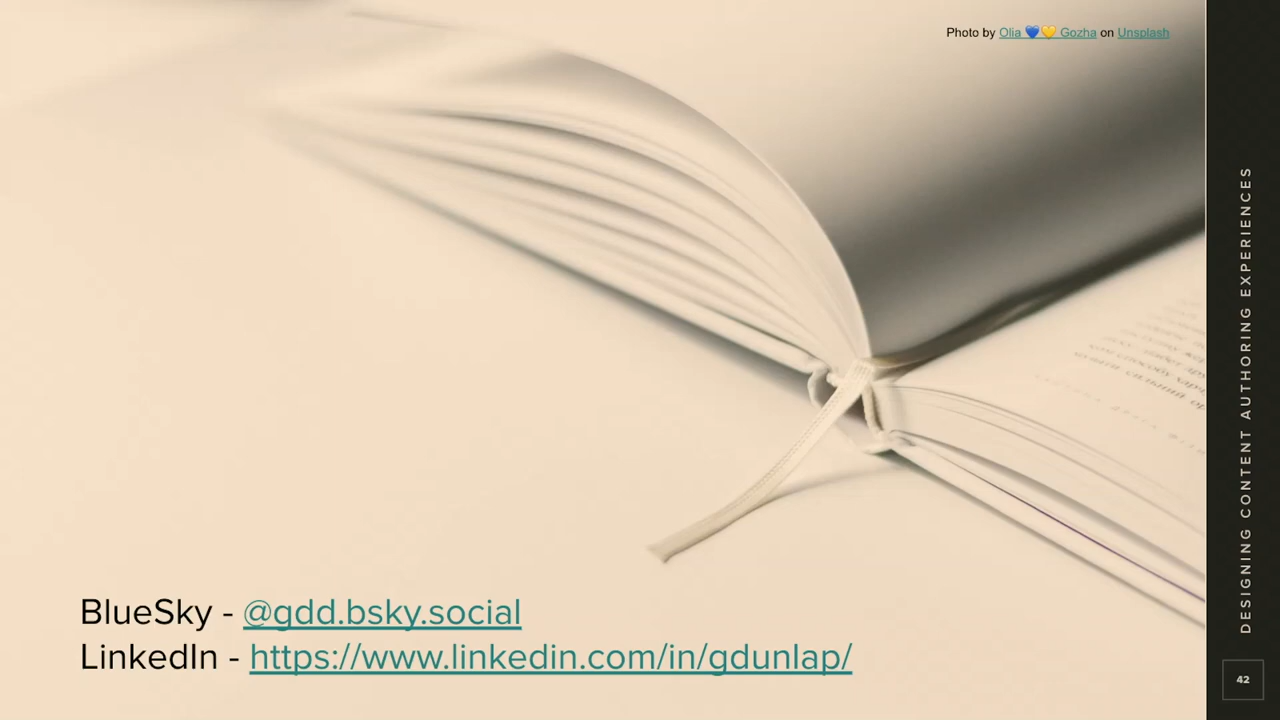 Photo by Olia 💙💛 Gozha on Unsplash
BlueSky - @gdd.bsky.social
LinkedIn - https://www.linkedin.com/in/gdunlap/
DESIGNING CONTENT AUTHORING EXPERIENCES
42